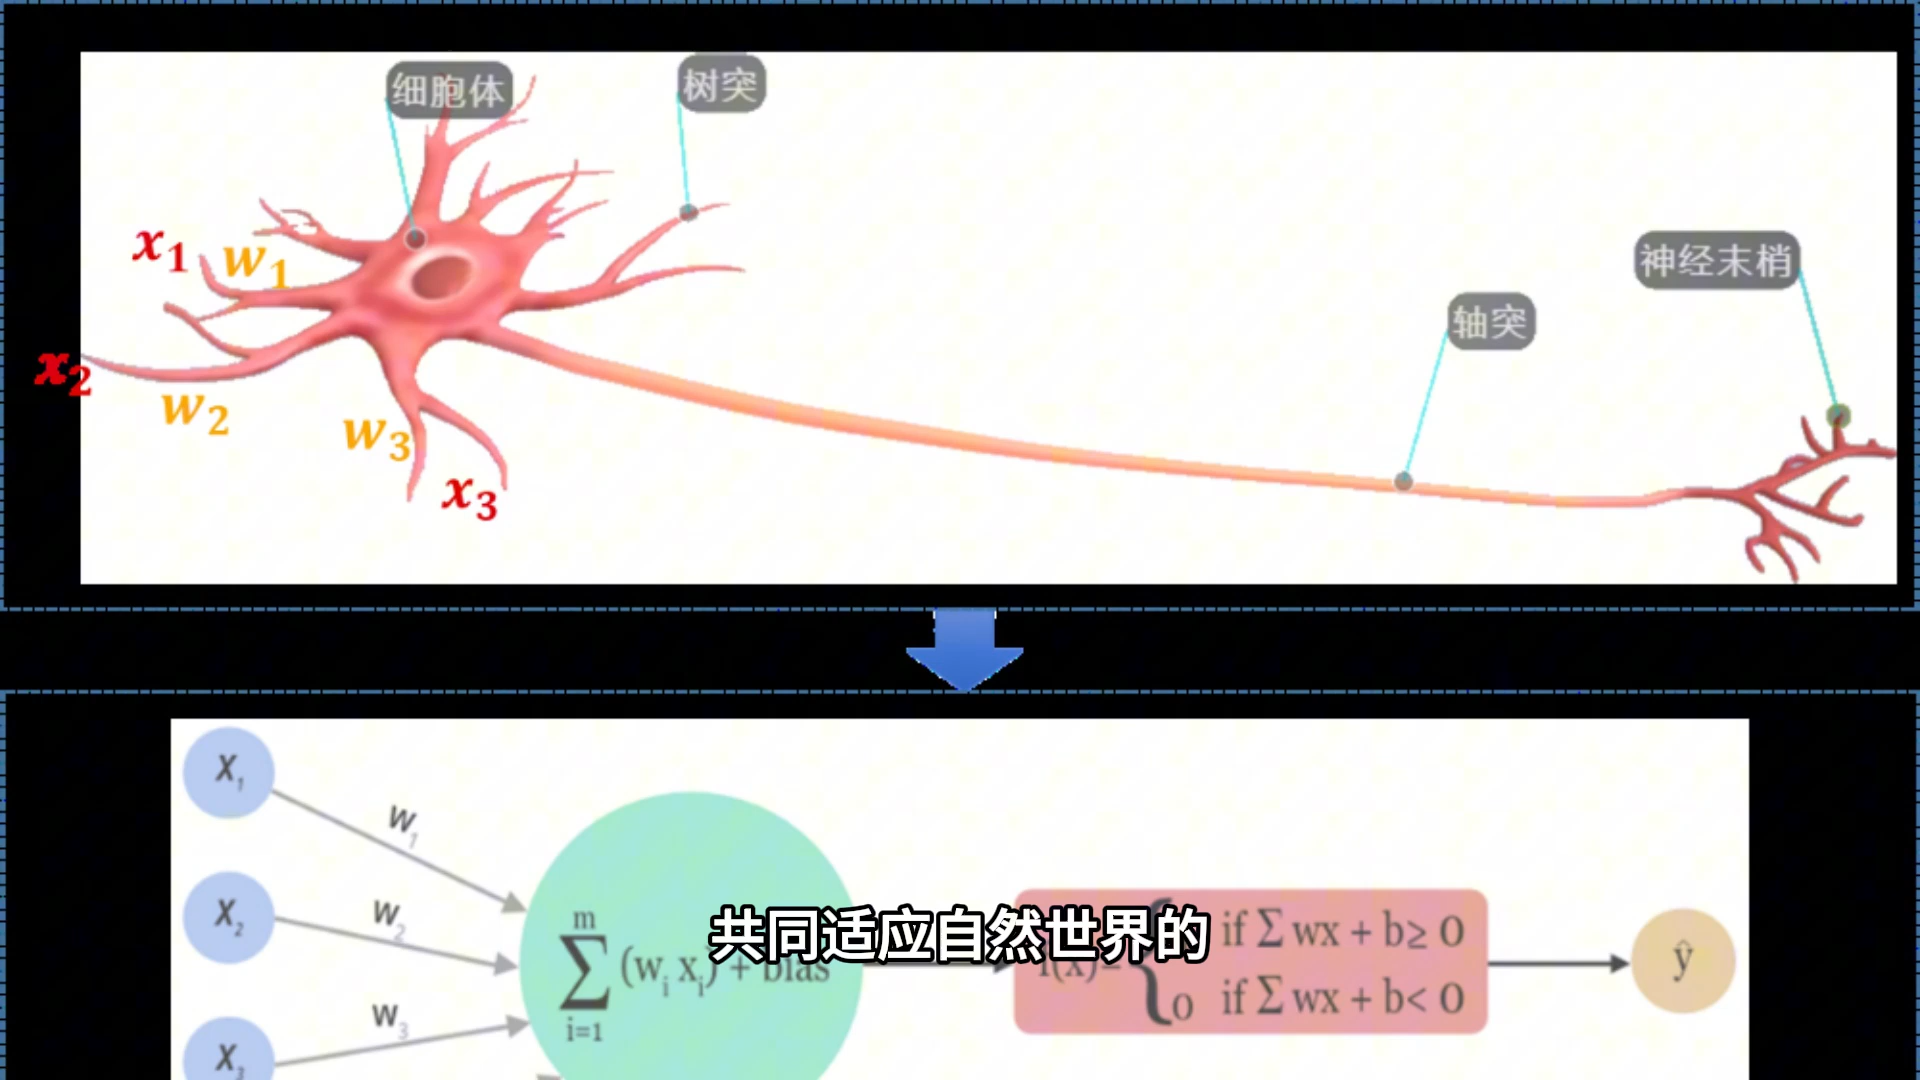 细胞体
树突
x1
w1
神经末梢
轴突
x2
w2
w3
x3
X1
w1
X2
w2
m
∑ (wi xi) + bias
i=1
共同适应自然世界的
if ∑ wx + b ≥ 0
f(x)= {
0 if ∑ wx + b < 0
ŷ
w3
X3